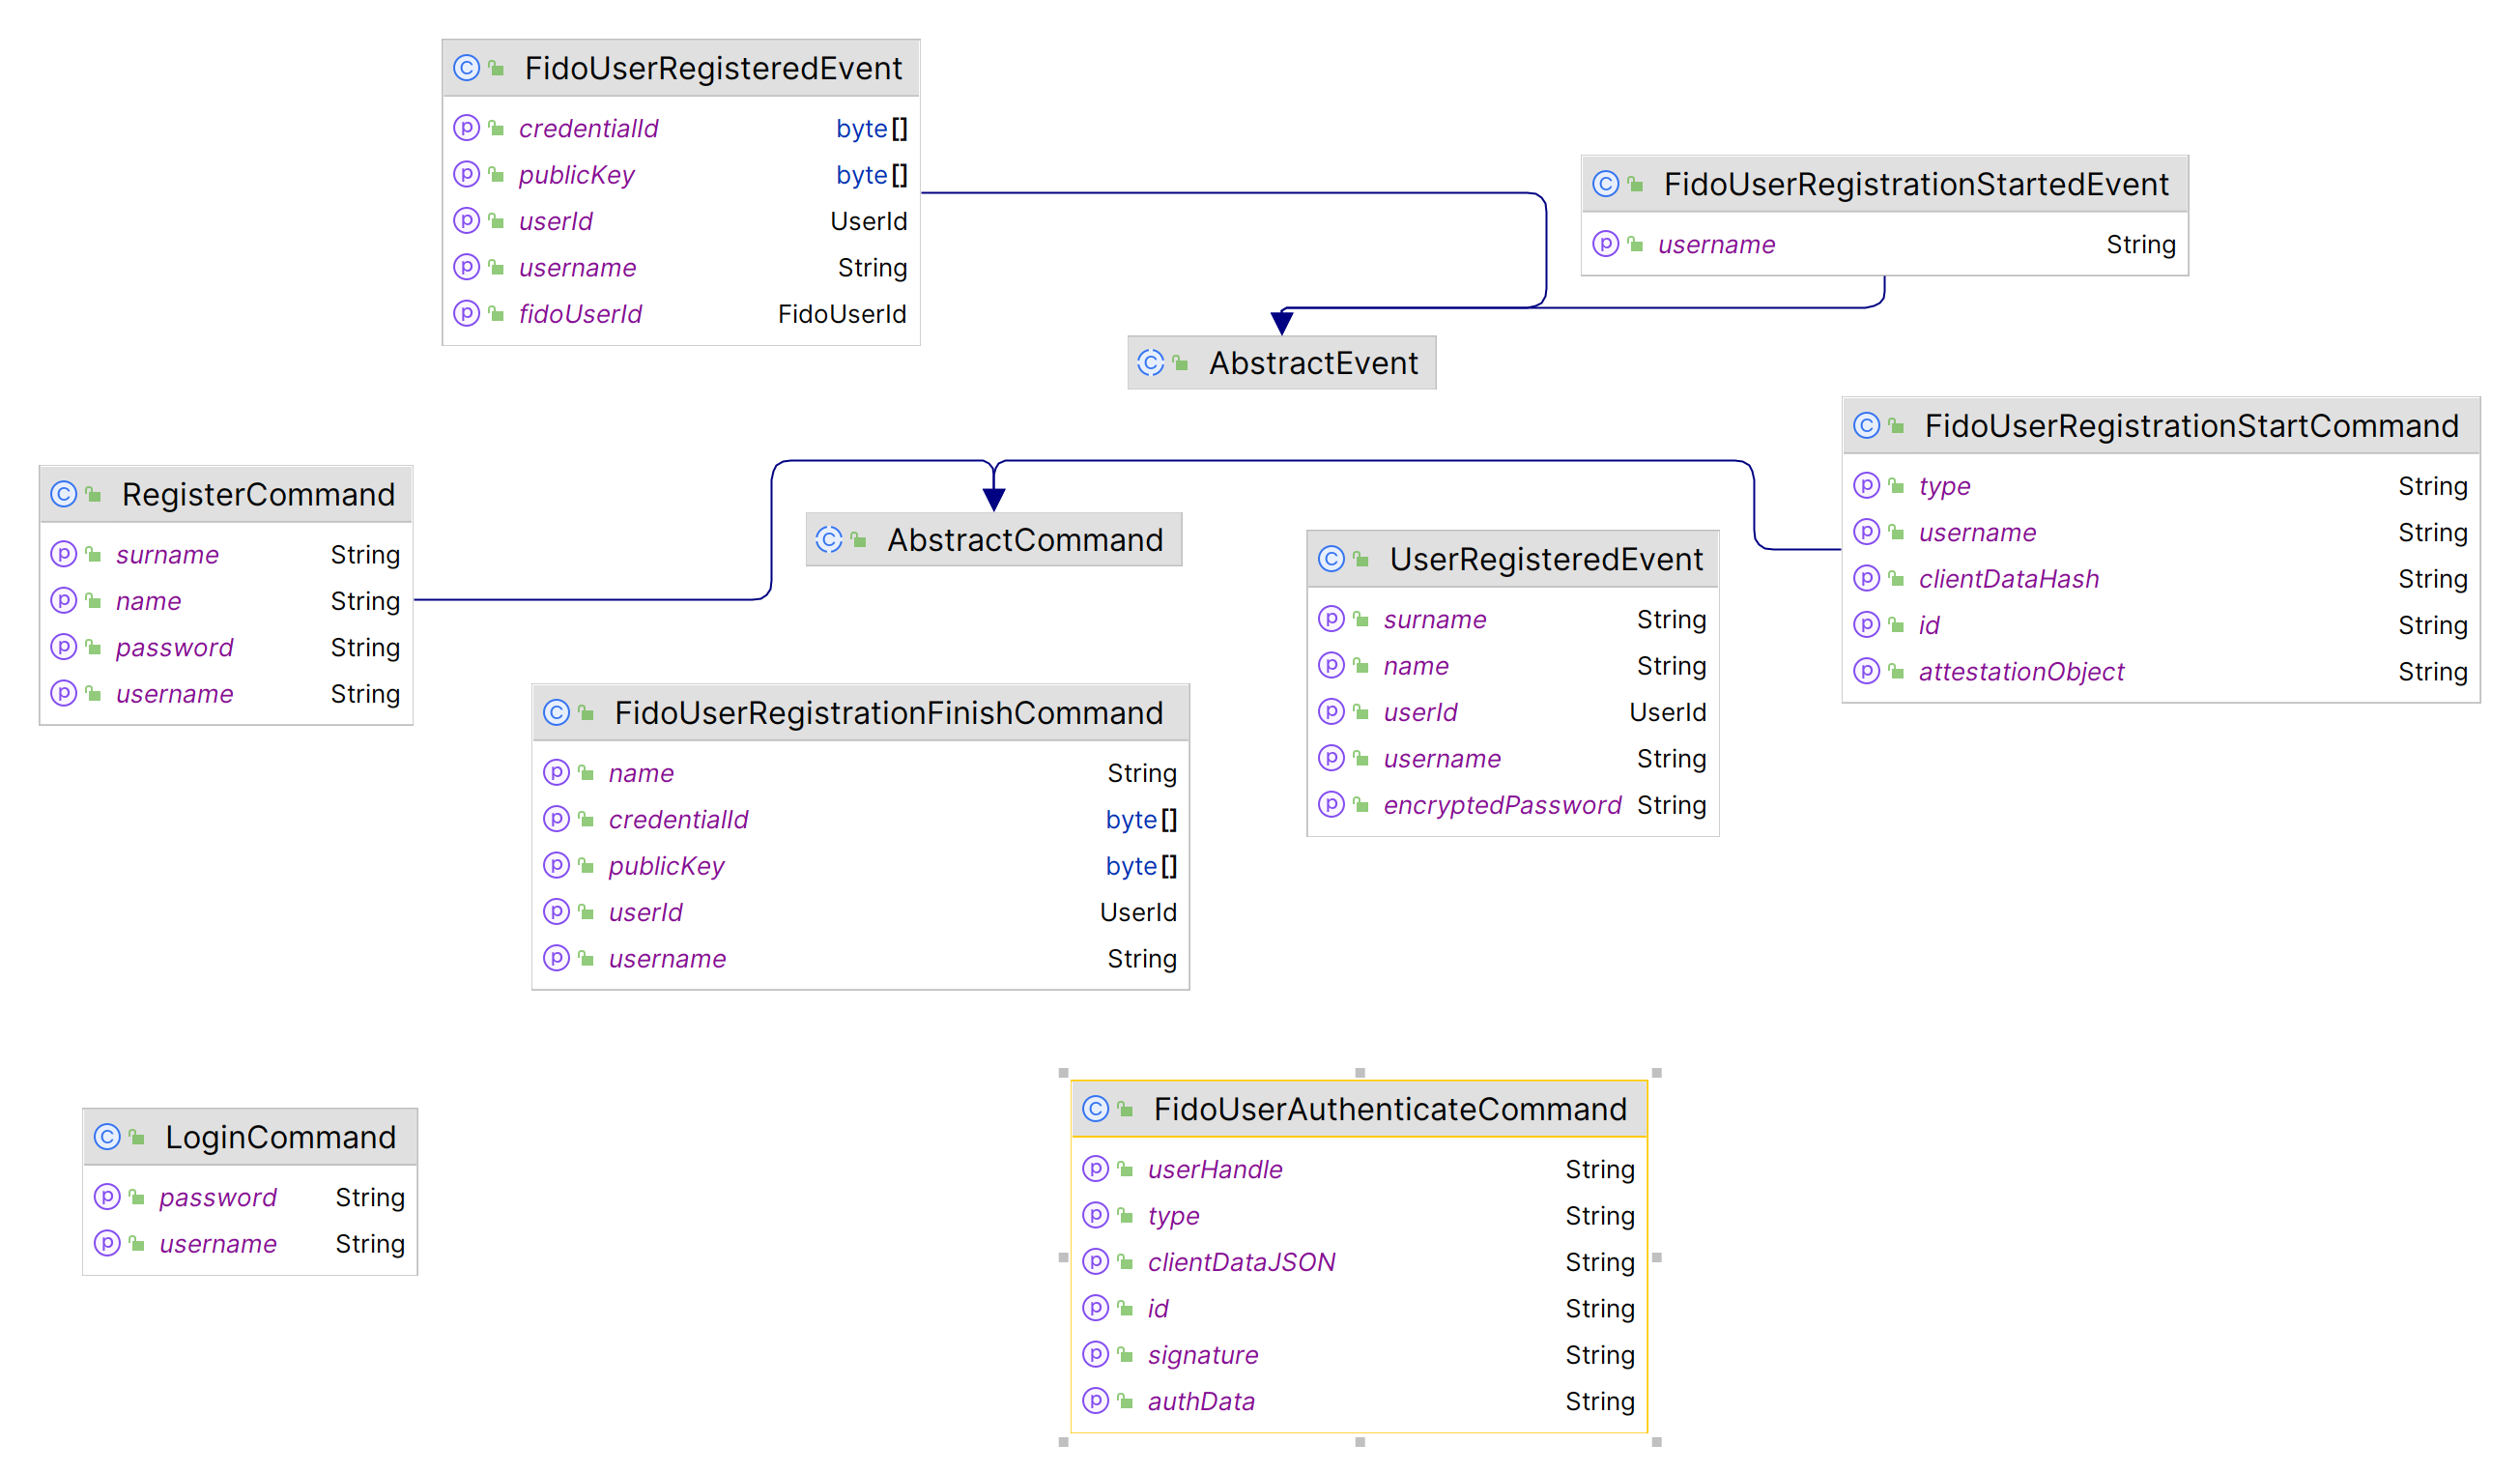 FidoUserRegisteredEvent
credentialId byte[]
publicKey byte[]
userId UserId
username String
fidoUserId FidoUserId
FidoUserRegistrationStartedEvent
username String
AbstractEvent
FidoUserRegistrationStartCommand
type String
username String
clientDataHash String
id String
attestationObject String
RegisterCommand
surname String
name String
password String
username String
AbstractCommand
UserRegisteredEvent
surname String
name String
userId UserId
username String
encryptedPassword String
FidoUserRegistrationFinishCommand
name String
credentialId byte[]
publicKey byte[]
userId UserId
username String
LoginCommand
password String
username String
FidoUserAuthenticateCommand
userHandle String
type String
clientDataJSON String
id String
signature String
authData String